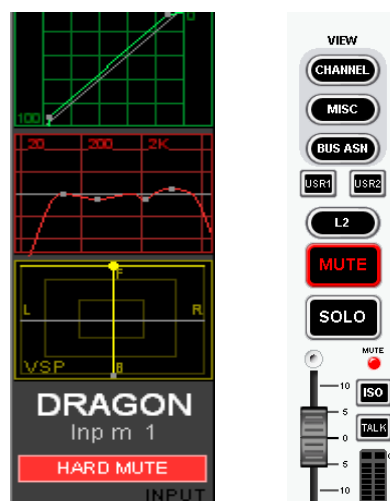 0
100
20 200 2K
F
L R
VSP B
DRAGON
Inp m 1
HARD MUTE
INPUT
VIEW
CHANNEL
MISC
BUS ASN
USR1 USR2
L2
MUTE
SOLO
MUTE
10 ISO
5
0 TALK
5
10